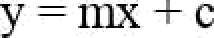 y = mx + c